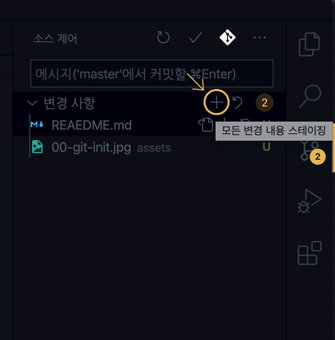 소스 제어
메시지('master'에서 커밋할 ⌘Enter)
변경 사항 2
REAEDME.md
모든 변경 내용 스테이징
00-git-init.jpg assets U
2